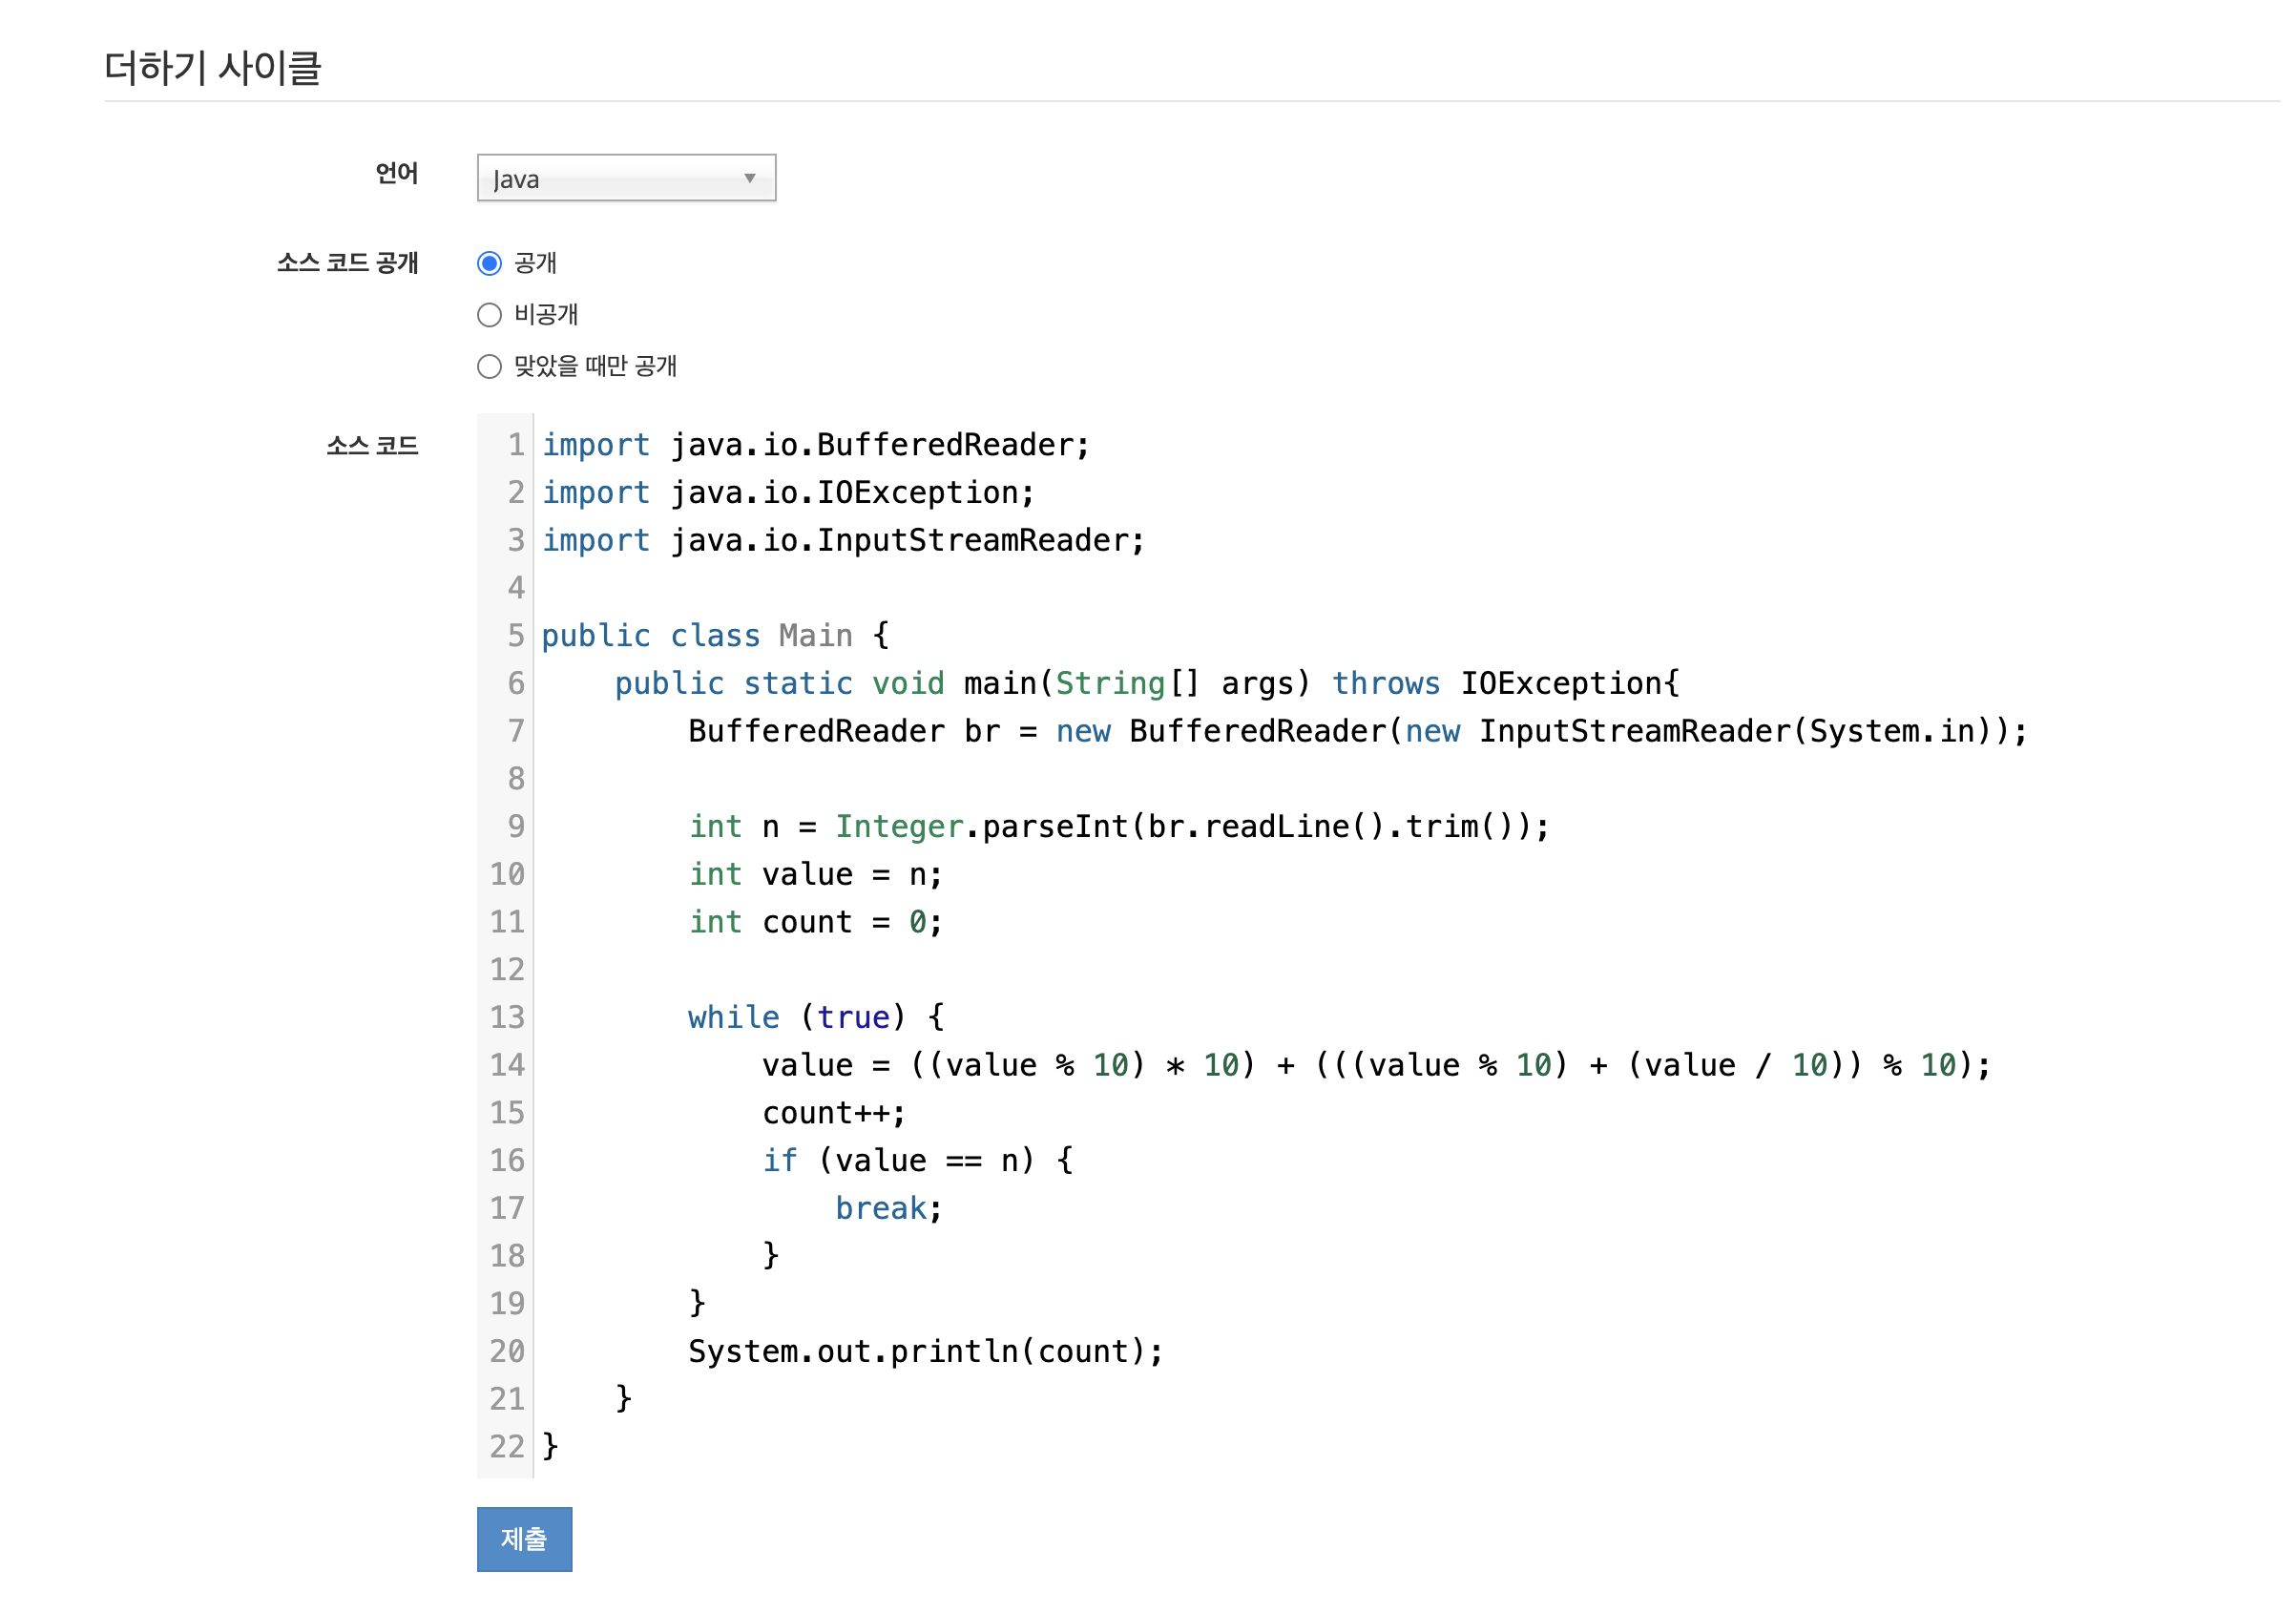 더하기 사이클
언어
Java
소스 코드 공개
공개
비공개
맞았을 때만 공개
소스 코드
1 import java.io.BufferedReader;
2 import java.io.IOException;
3 import java.io.InputStreamReader;
4
5 public class Main {
6     public static void main(String[] args) throws IOException{
7         BufferedReader br = new BufferedReader(new InputStreamReader(System.in));
8
9         int n = Integer.parseInt(br.readLine().trim());
10         int value = n;
11         int count = 0;
12
13         while (true) {
14             value = ((value % 10) * 10) + (((value % 10) + (value / 10)) % 10);
15             count++;
16             if (value == n) {
17                 break;
18             }
19         }
20         System.out.println(count);
21     }
22 }
제출